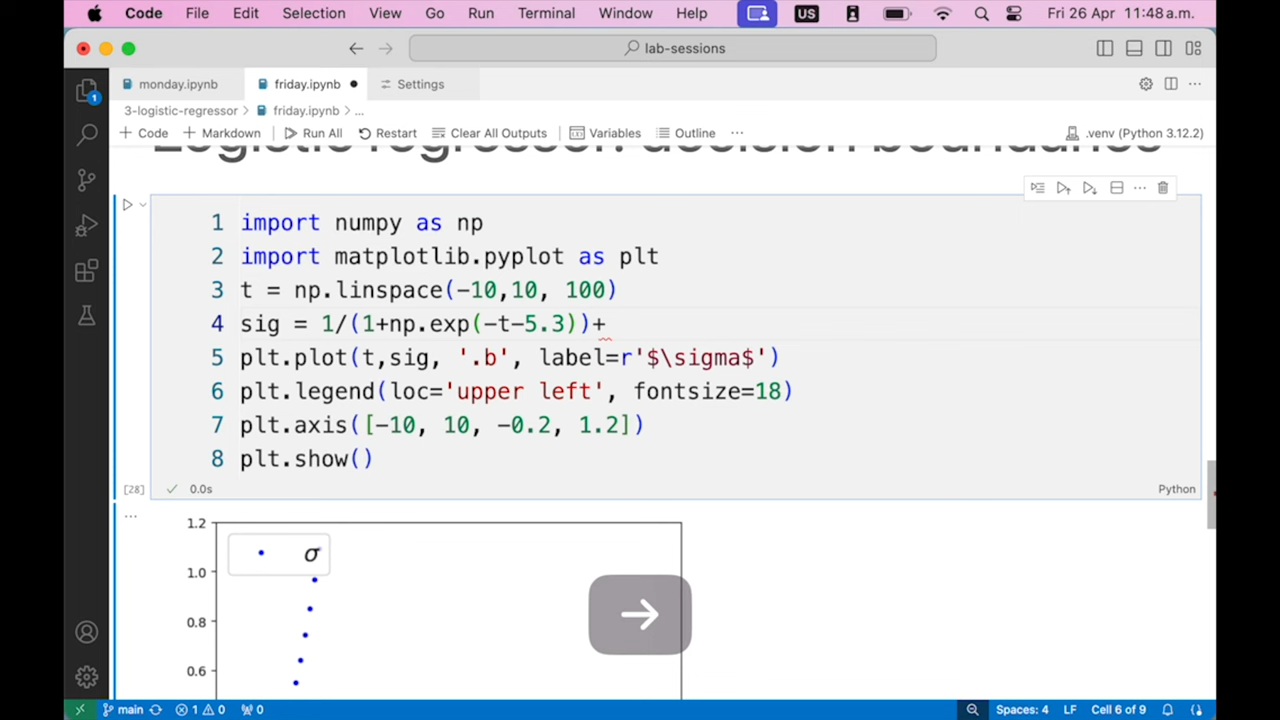 Code File Edit Selection View Go Run Terminal Window Help US Fri 26 Apr 11:48 a.m.
lab-sessions
monday.ipynb friday.ipynb Settings
3-logistic-regressor > friday.ipynb > ...
+ Code + Markdown Run All Restart Clear All Outputs Variables Outline ... .venv (Python 3.12.2)
Logistic regressor: decision boundaries
1 import numpy as np
2 import matplotlib.pyplot as plt
3 t = np.linspace(-10,10, 100)
4 sig = 1/(1+np.exp(-t-5.3))+
5 plt.plot(t,sig, '.b', label=r'$\sigma$')
6 plt.legend(loc='upper left', fontsize=18)
7 plt.axis([-10, 10, -0.2, 1.2])
8 plt.show()
[28] 0.0s Python
1.2
σ
1.0
0.8
0.6
main 1 0 0 Spaces: 4 LF Cell 6 of 9